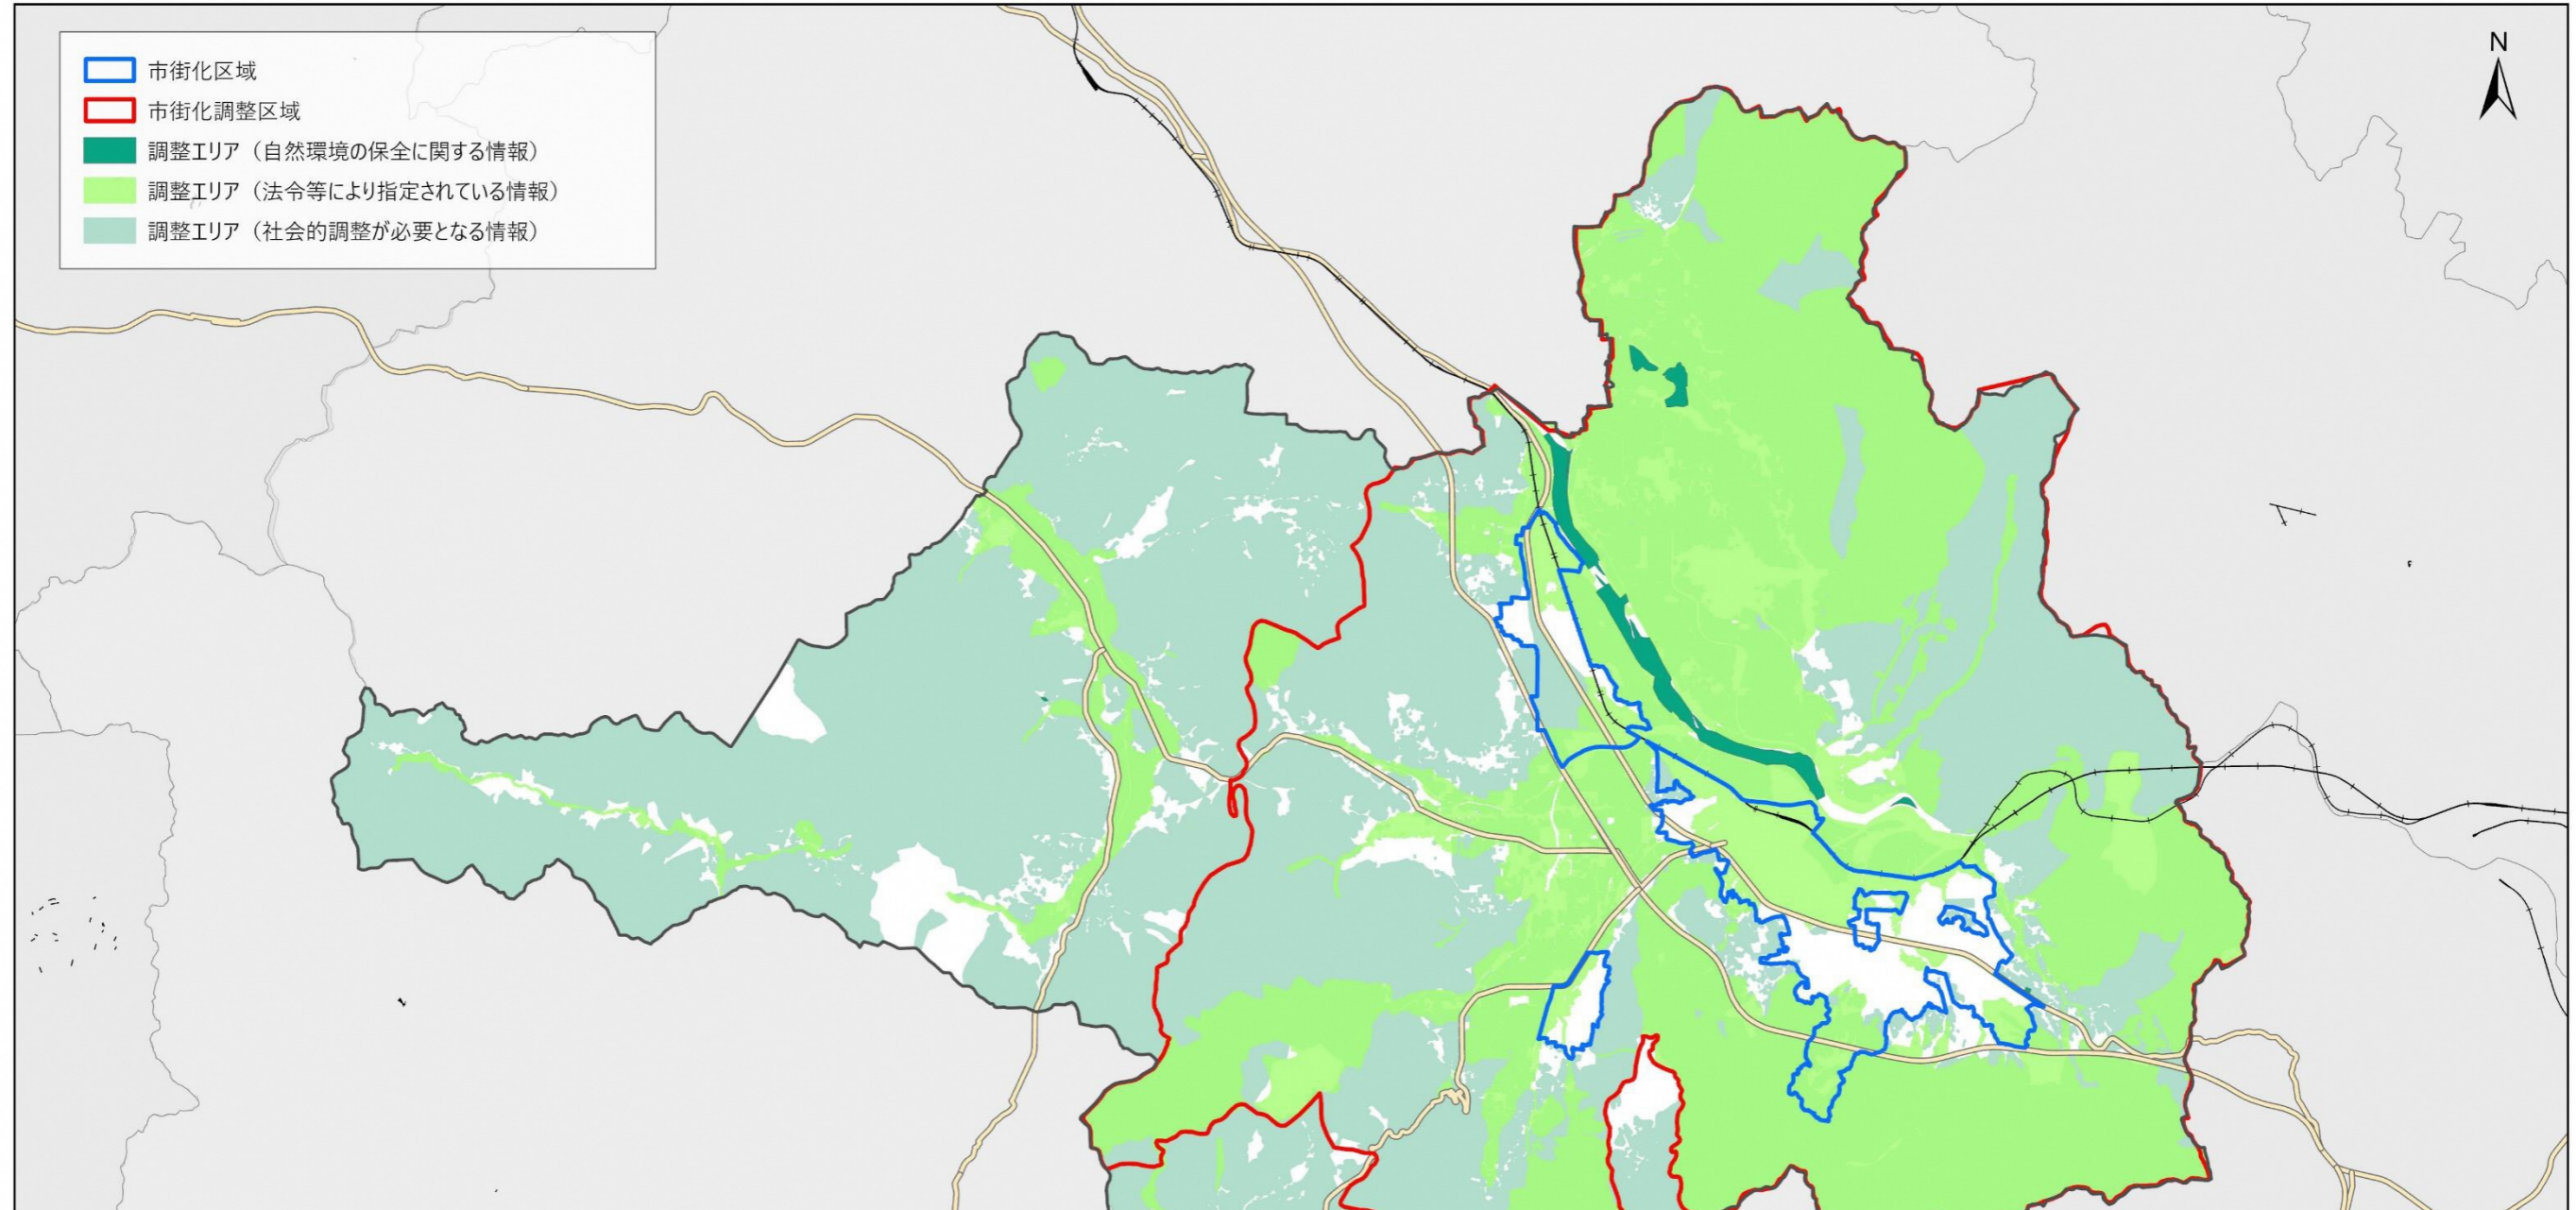 市街化区域
市街化調整区域
調整エリア（自然環境の保全に関する情報）
調整エリア（法令等により指定されている情報）
調整エリア（社会的調整が必要となる情報）
N